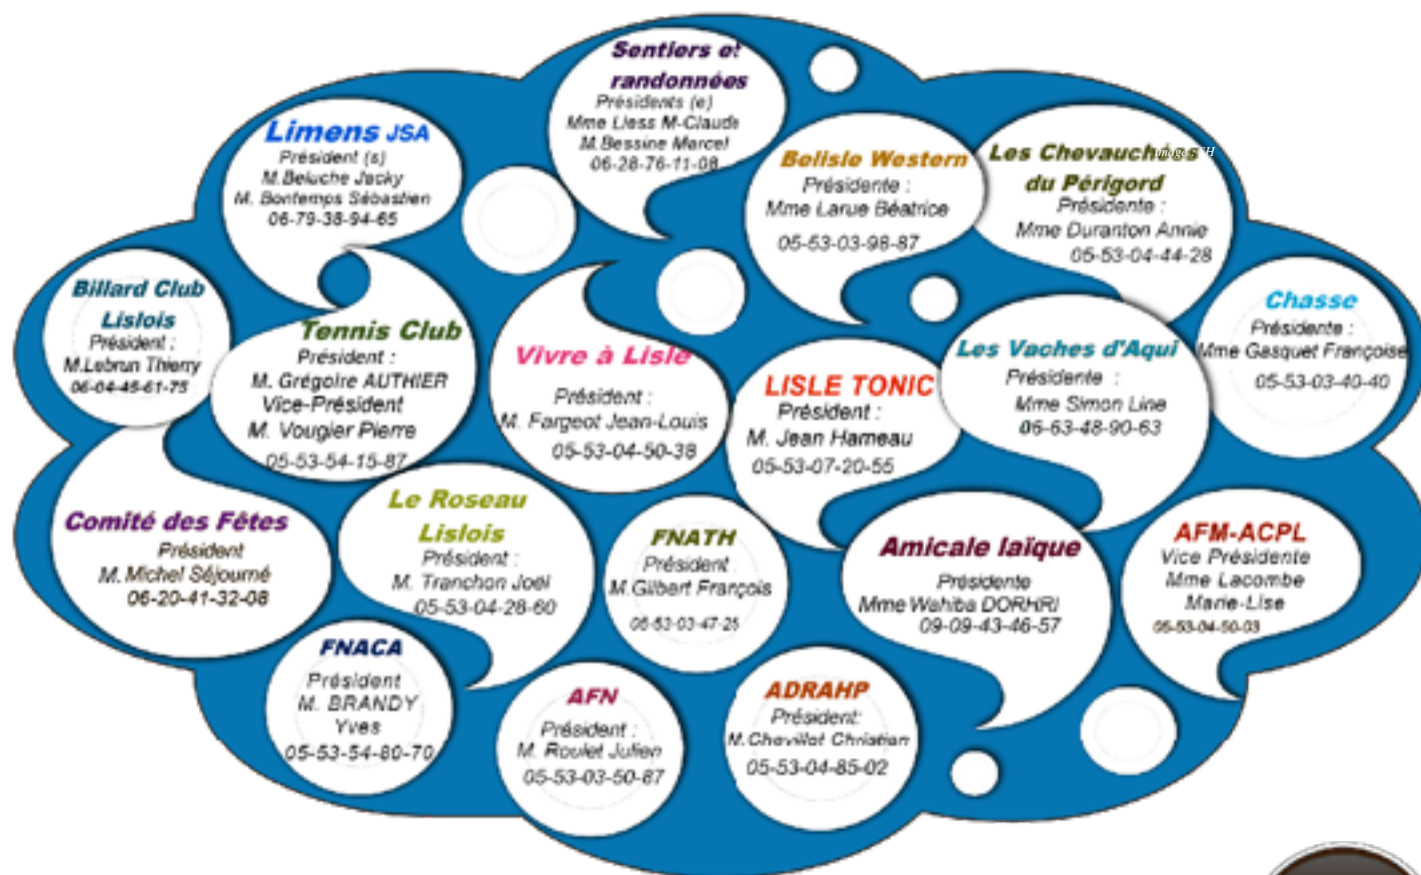 Sentiers et
randonnées
Présidents (e)
Mme Liess M-Claude
M.Bessine Marcel
06-28-76-11-08
Limens JSA
Président (s)
M.Beluche Jacky
M. Bontemps Sébastien
06-79-38-94-65
Belisle Western
Présidente :
Mme Larue Béatrice
05-53-03-98-87
Les Chevauchées
du Périgord
Présidente :
Mme Duranton Annie
05-53-04-44-28
Billard Club
Lislois
Président :
M.Lebrun Thierry
06-04-45-61-75
Tennis Club
Président :
M. Grégoire AUTHIER
Vice-Président
M. Vougier Pierre
05-53-54-15-87
Vivre à Lisle
Président :
M. Fargeot Jean-Louis
05-53-04-50-38
LISLE TONIC
Président :
M. Jean Hameau
05-53-07-20-55
Les Vaches d'Aqui
Présidente :
Mme Simon Line
06-63-48-90-63
Chasse
Présidente :
Mme Gasquet Françoise
05-53-03-40-40
Comité des Fêtes
Président
M. Michel Séjourné
06-20-41-32-08
Le Roseau
Lislois
Président :
M. Tranchon Joël
05-53-04-28-60
FNATH
Président :
M.Gilbert François
05-53-03-47-25
Amicale laïque
Présidente
Mme Wahiba DORHRI
09-09-43-46-57
AFM-ACPL
Vice Présidente
Mme Lacombe
Marie-Lise
05-53-04-50-03
FNACA
Président
M. BRANDY
Yves
05-53-54-80-70
AFN
Président :
M. Roulet Julien
05-53-03-50-87
ADRAHP
Président:
M.Chevillot Christian
05-53-04-85-02